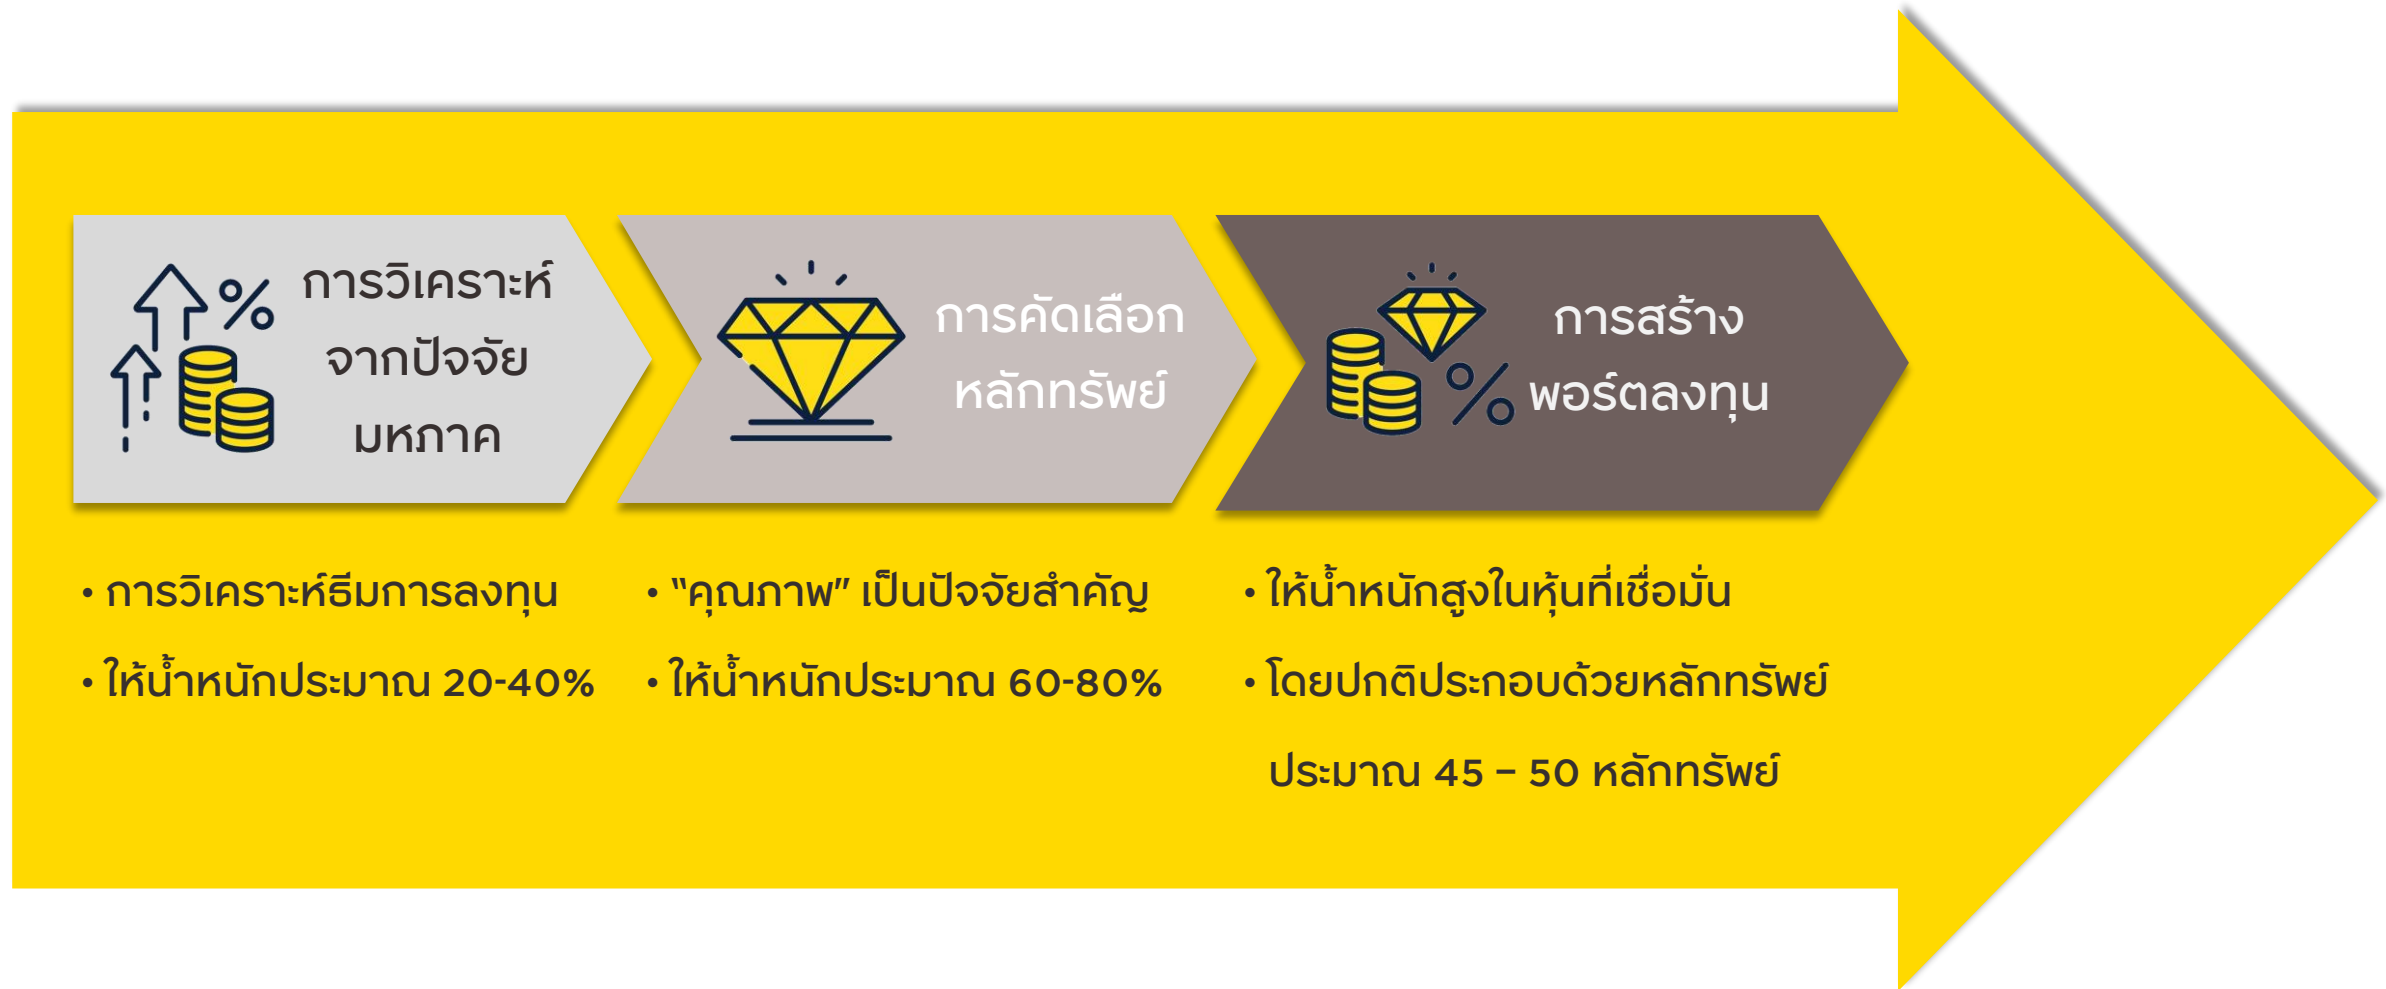 การวิเคราะห์
จากปัจจัย
มหภาค
การคัดเลือก
หลักทรัพย์
การสร้าง
พอร์ตลงทุน
• การวิเคราะห์ธีมการลงทุน
• ให้น้ำหนักประมาณ 20-40%
• “คุณภาพ” เป็นปัจจัยสำคัญ
• ให้น้ำหนักประมาณ 60-80%
• ให้น้ำหนักสูงในหุ้นที่เชื่อมั่น
• โดยปกติประกอบด้วยหลักทรัพย์
ประมาณ 45 – 50 หลักทรัพย์